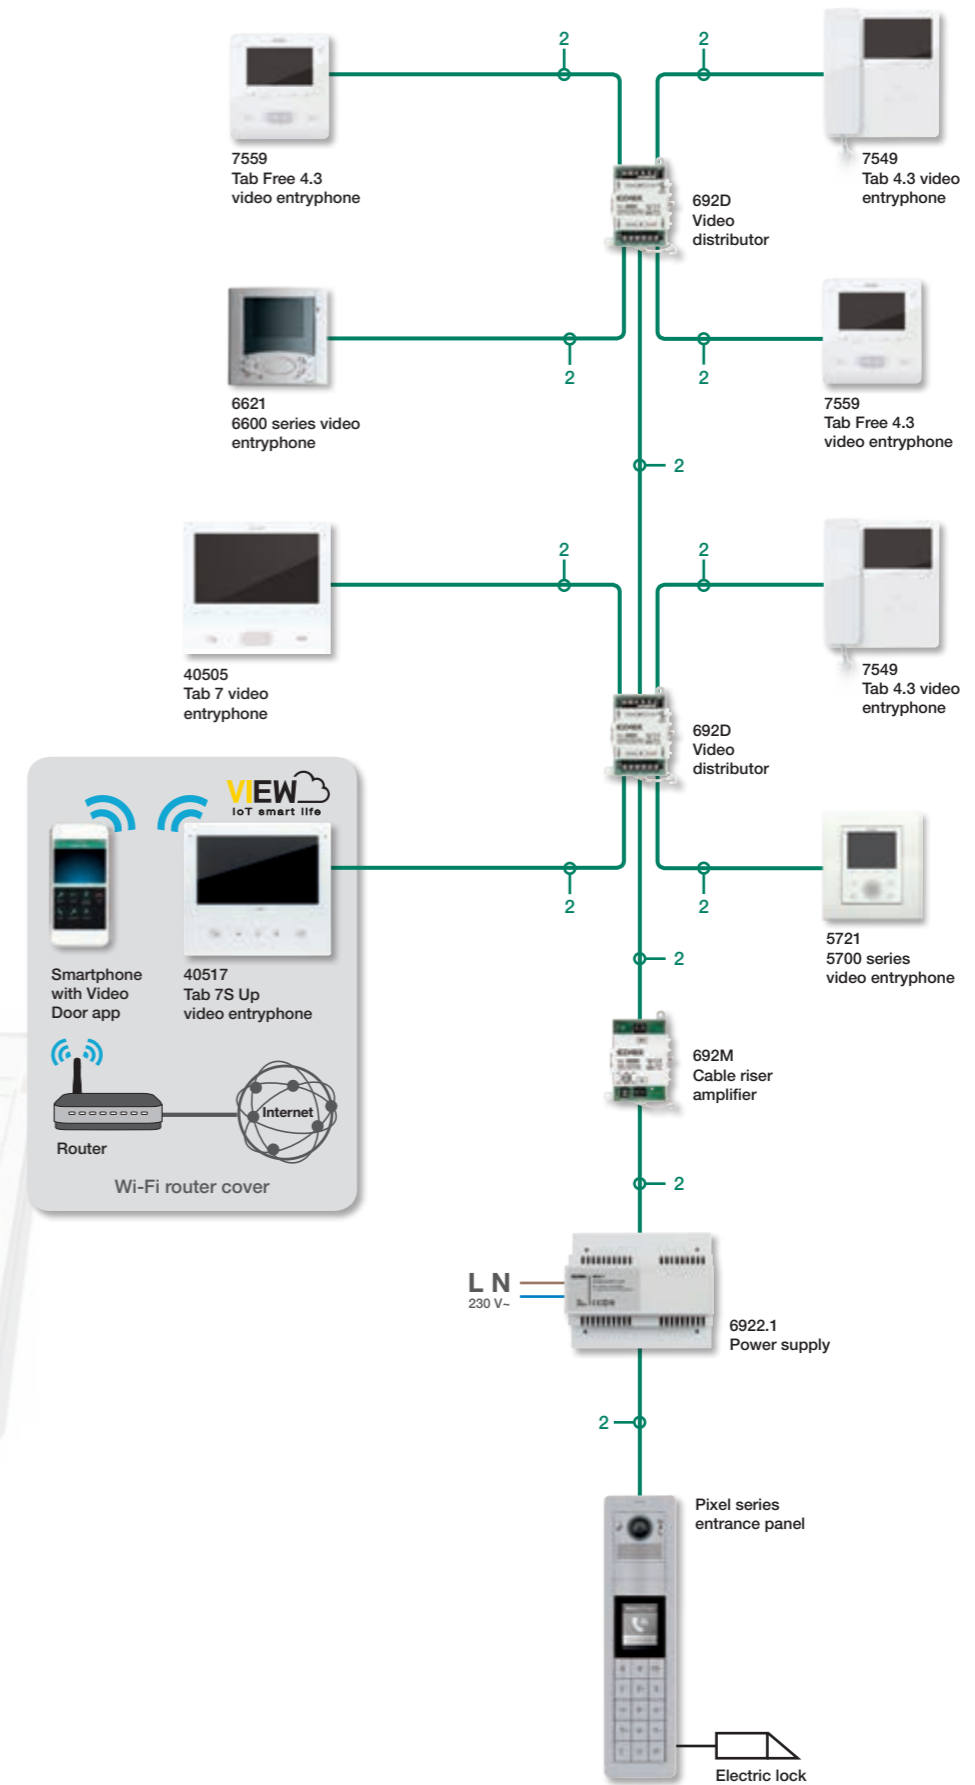 2
2
7559
Tab Free 4.3
video entryphone
7549
Tab 4.3 video
entryphone
692D
Video
distributor
2
2
6621
6600 series video
entryphone
7559
Tab Free 4.3
video entryphone
2
2
2
40505
Tab 7 video
entryphone
7549
Tab 4.3 video
entryphone
692D
Video
distributor
VIEW
IoT smart life
2
2
5721
5700 series
video entryphone
Smartphone
with Video
Door app
40517
Tab 7S Up
video entryphone
2
692M
Cable riser
amplifier
Internet
Router
Wi-Fi router cover
2
L N
230 V~
6922.1
Power supply
2
Pixel series
entrance panel
Electric lock